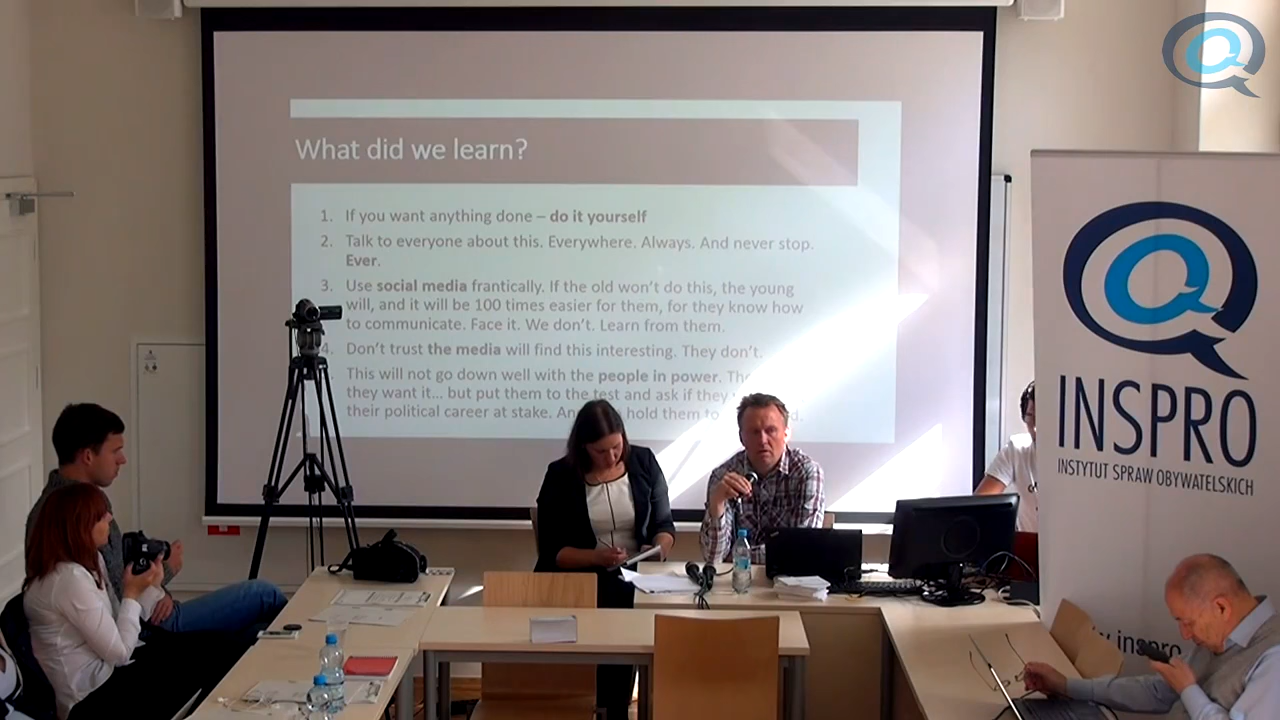 What did we learn?
1. If you want anything done – do it yourself
2. Talk to everyone about this. Everywhere. Always. And never stop.
Ever.
3. Use social media frantically. If the old won't do this, the young
will, and it will be 100 times easier for them, for they know how
to communicate. Face it. We don't. Learn from them.
4. Don't trust the media will find this interesting. They don't.
This will not go down well with the people in power.
they want it... but put them to the test and ask if they
their political career at stake. hold them to
INSPRO
INSTYTUT SPRAW OBYWATELSKICH
inspro